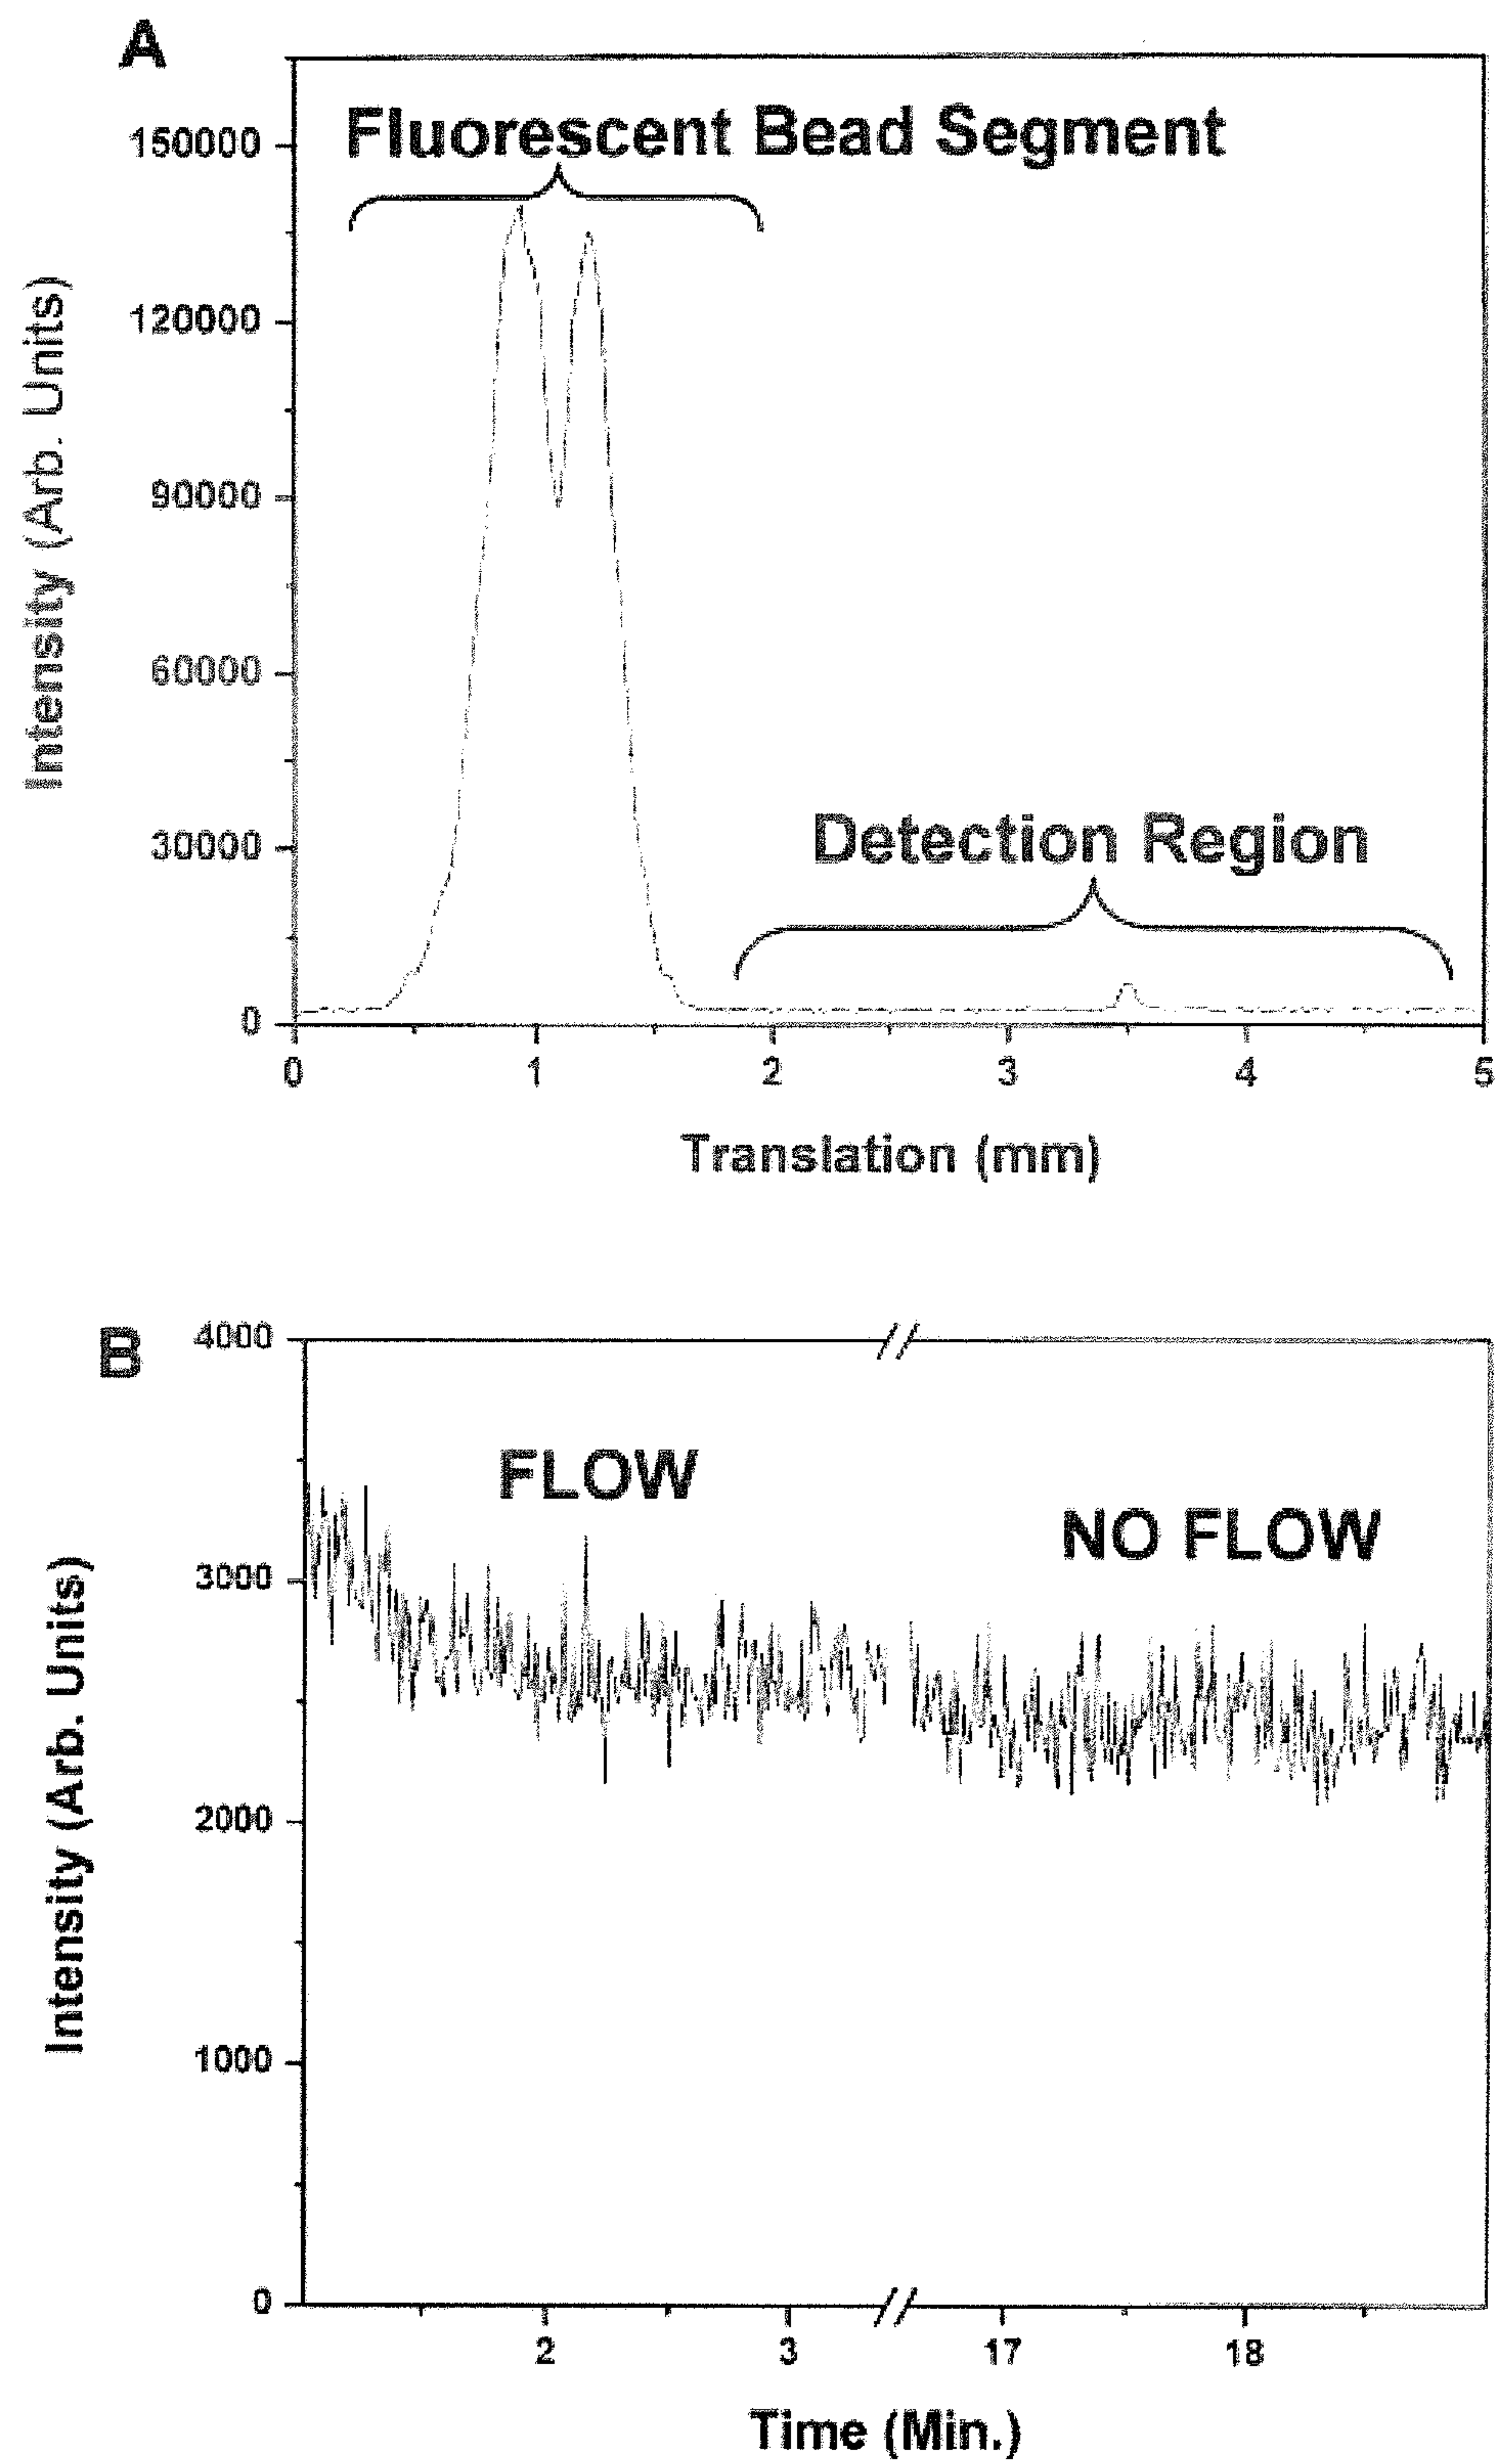 A
Fluorescent Bead Segment
150000
120000
90000
60000
30000
0
Intensity (Arb. Units)
Detection Region
0 1 2 3 4 5
Translation (mm)
B
4000
3000
2000
1000
0
Intensity (Arb. Units)
FLOW
NO FLOW
2 3 17 18
Time (Min.)